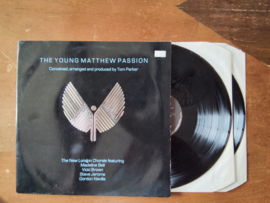 THE YOUNG MATTHEW PASSION
Conceived, arranged and produced by Tom Parker
The New London Chorale featuring
Madeline Bell
Vicki Brown
Steve Jerome
Gordon Neville